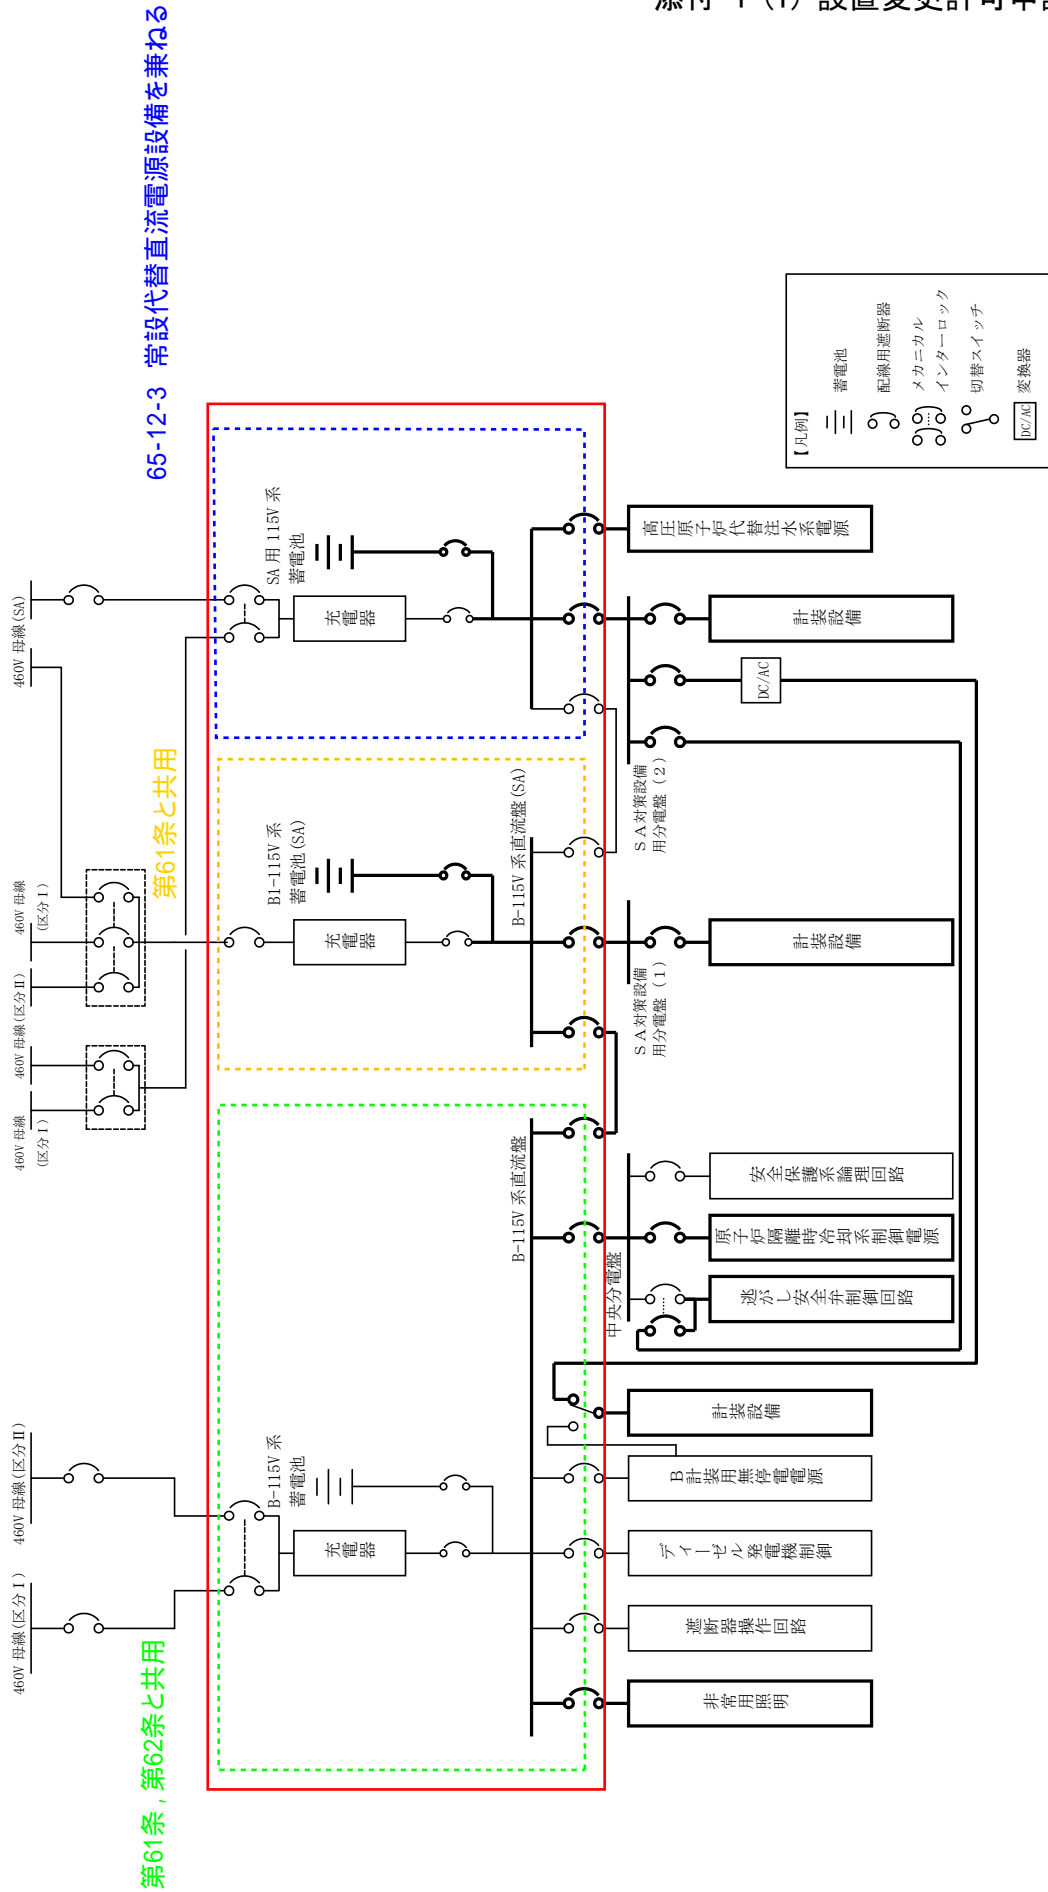 65-12-3 常設代替直流電源設備を兼ねる
第61条と共用
第61条，第62条と共用
460V 母線(区分Ⅰ)
460V 母線(区分Ⅱ)
460V 母線
(区分Ⅰ)
460V 母線(区分Ⅱ)
460V 母線(区分Ⅱ)
460V 母線
(区分Ⅰ)
460V 母線(SA)
B-115V 系
蓄電池
充電器
B1-115V 系
蓄電池(SA)
充電器
SA 用 115V 系
蓄電池
充電器
B-115V 系直流盤
B-115V 系直流盤(SA)
中央分電盤
ＳＡ対策設備
用分電盤（１）
ＳＡ対策設備
用分電盤（２）
非常用照明
遮断器操作回路
ディーゼル発電機制御
B計装用無停電電源
計装設備
逃がし安全弁制御回路
原子炉隔離時冷却系制御電源
安全保護系論理回路
計装設備
DC/AC
計装設備
高圧原子炉代替注水系電源
【凡例】
蓄電池
配線用遮断器
メカニカル
インターロック
切替スイッチ
DC/AC 変換器